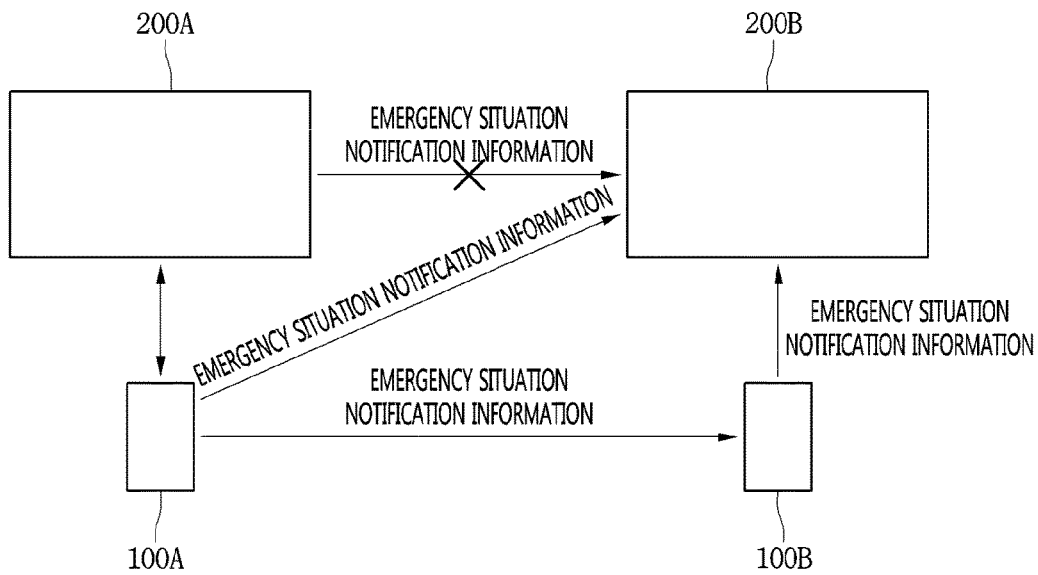 200A
200B
EMERGENCY SITUATION
NOTIFICATION INFORMATION
EMERGENCY SITUATION NOTIFICATION INFORMATION
EMERGENCY SITUATION
NOTIFICATION INFORMATION
EMERGENCY SITUATION
NOTIFICATION INFORMATION
100A
100B